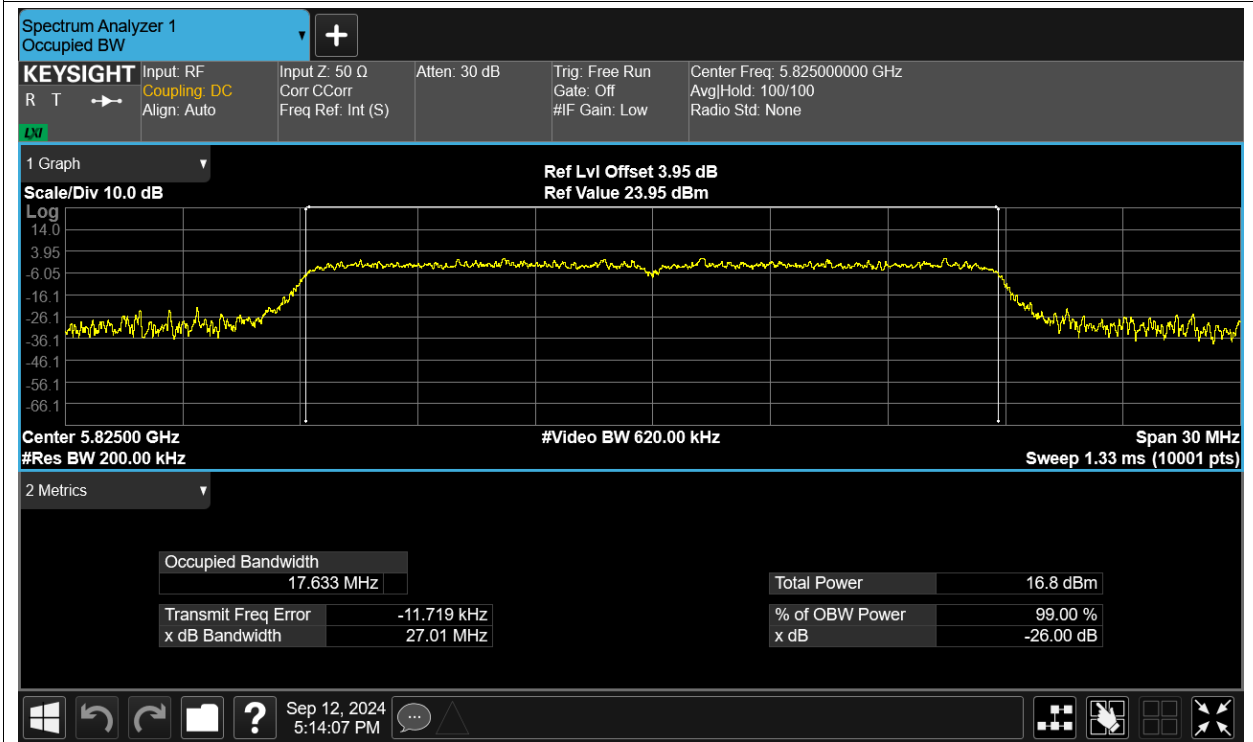 Spectrum Analyzer 1
Occupied BW
KEYSIGHT
R T
LXI
Input: RF
Coupling: DC
Align: Auto
Input Z: 50 Ω
Corr CCorr
Freq Ref: Int (S)
Atten: 30 dB
Trig: Free Run
Gate: Off
#IF Gain: Low
Center Freq: 5.825000000 GHz
Avg|Hold: 100/100
Radio Std: None
1 Graph
Scale/Div 10.0 dB
Ref Lvl Offset 3.95 dB
Ref Value 23.95 dBm
Log
14.0
3.95
-6.05
-16.1
-26.1
-36.1
-46.1
-56.1
-66.1
Center 5.82500 GHz
#Video BW 620.00 kHz
Span 30 MHz
#Res BW 200.00 kHz
Sweep 1.33 ms (10001 pts)
2 Metrics
Occupied Bandwidth
17.633 MHz
Total Power 16.8 dBm
Transmit Freq Error -11.719 kHz
% of OBW Power 99.00 %
x dB Bandwidth 27.01 MHz
x dB -26.00 dB
?
Sep 12, 2024
5:14:07 PM